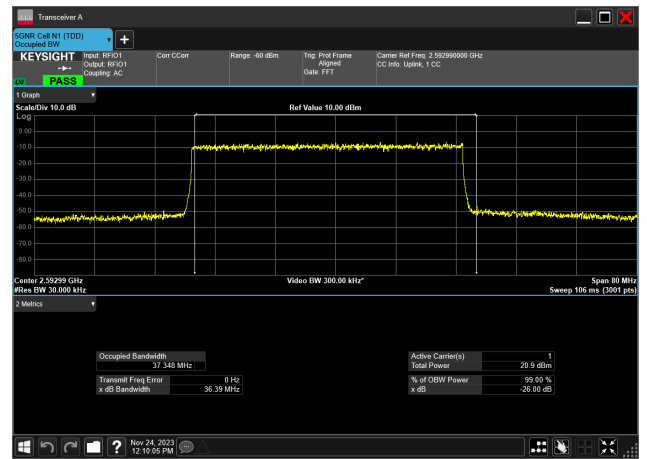 Transceiver A
5GNR Cell N1 (TDD)
Occupied BW
KEYSIGHT
LW
PASS
Input: RFIO1
Output: RFIO1
Coupling: AC
Corr CCorr
Range: -60 dBm
Trig: Prot Frame
Aligned
Gate: FFT
Carrier Ref Freq: 2.592990000 GHz
CC Info: Uplink, 1 CC
1 Graph
Scale/Div 10.0 dB
Ref Value 10.00 dBm
Log
0.00
-10.0
-20.0
-30.0
-40.0
-50.0
-60.0
-70.0
-80.0
Center 2.59299 GHz
Video BW 300.00 kHz*
Span 80 MHz
#Res BW 30.000 kHz
Sweep 106 ms (3001 pts)
2 Metrics
Occupied Bandwidth
37.348 MHz
Transmit Freq Error 0 Hz
x dB Bandwidth 36.39 MHz
Active Carrier(s) 1
Total Power 20.9 dBm
% of OBW Power 99.00 %
x dB -26.00 dB
?
Nov 24, 2023
12:10:05 PM